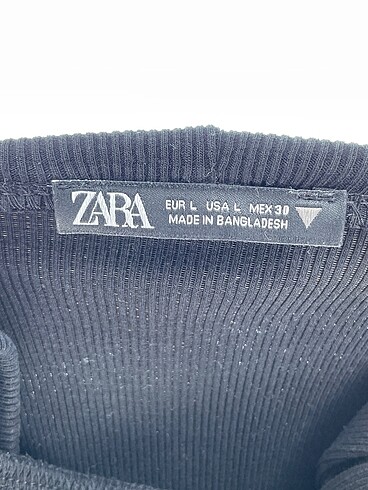 ZARA
EUR L USA L MEX 30
MADE IN BANGLADESH